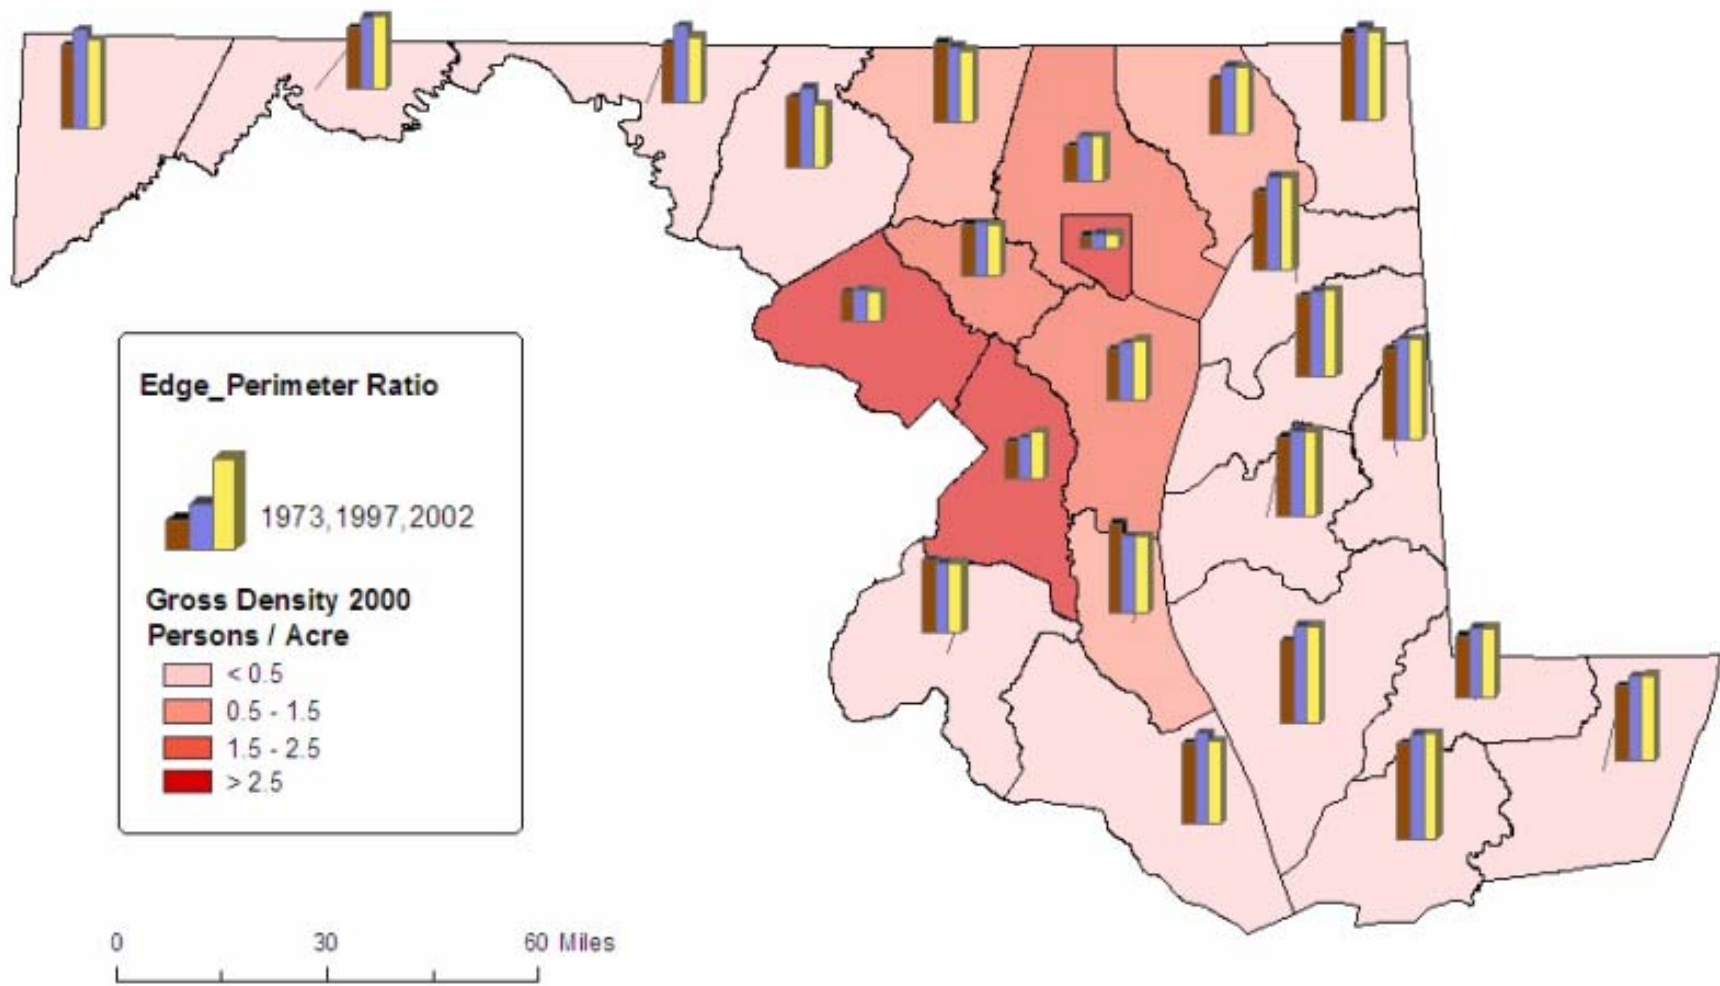 Edge_Perimeter Ratio
1973,1997,2002
Gross Density 2000
Persons / Acre
< 0.5
0.5 - 1.5
1.5 - 2.5
> 2.5
0 30 60 Miles